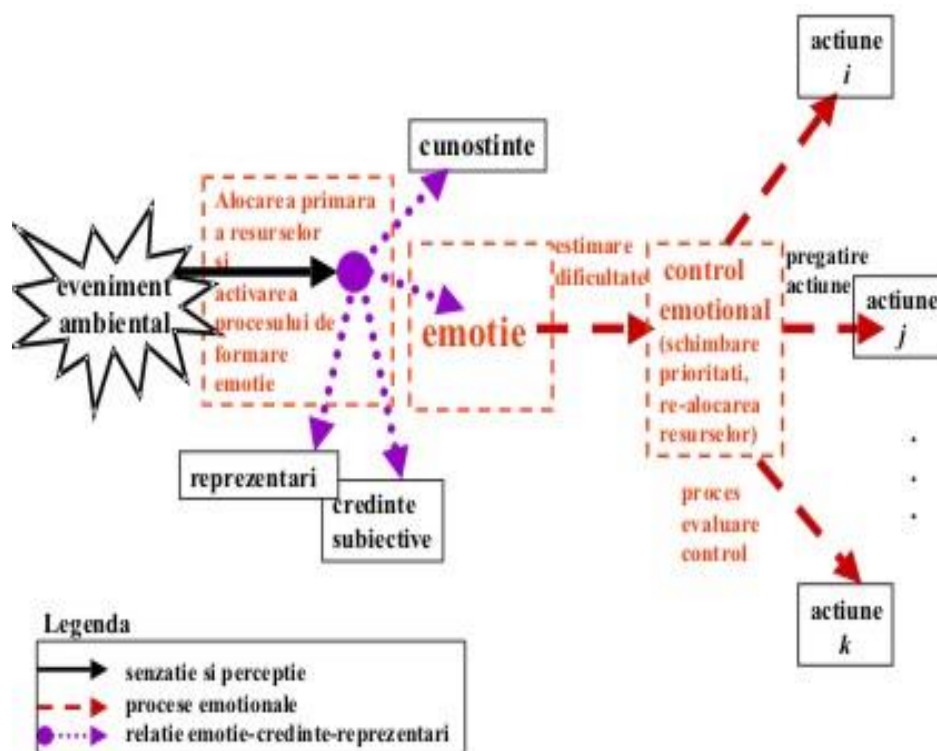 actiune
i
cunostinte
Alocarea primara
a resurselor
si
activarea
procesului de
formare
emotie
eveniment
ambiental
emotie
estimare
dificultate
control
emotional
(schimbare
prioritati,
re-alocarea
resurselor)
pregatire
actiune
actiune
j
reprezentari
credinte
subiective
proces
evaluare
control
actiune
k
Legenda
senzatie si perceptie
procese emotionale
relatie emotie-credinte-reprezentari